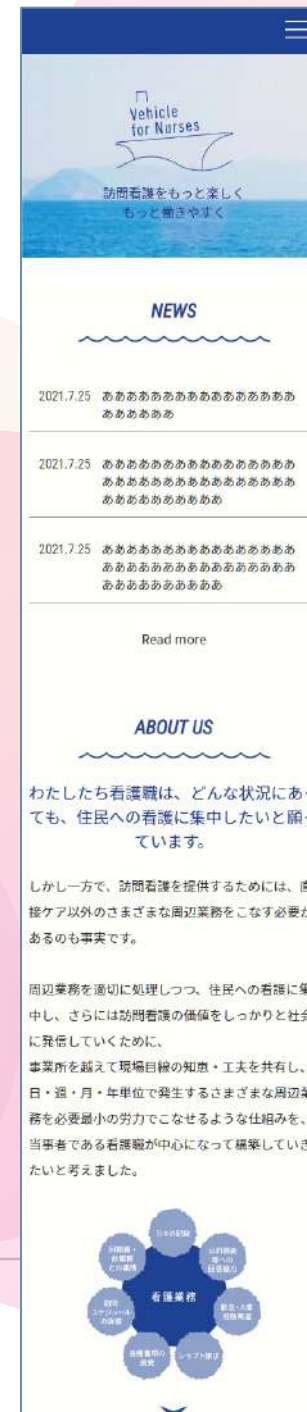 Vehicle
for Nurses
訪問看護をもっと楽しく
もっと働きやすく
NEWS
2021.7.25 ああああああああああああああああ
ああああああ
2021.7.25 ああああああああああああああああ
ああああああああああああああああ
ああああああああああ
2021.7.25 ああああああああああああああああ
ああああああああああああああああ
ああああああああああ
Read more
ABOUT US
わたしたち看護職は、どんな状況にあっ
ても、住民への看護に集中したいと願っ
ています。
しかし一方で、訪問看護を提供するためには、直
接ケア以外のさまざまな周辺業務をこなす必要が
あるのも事実です。
周辺業務を適切に処理しつつ、住民への看護に集
中し、さらには訪問看護の価値をしっかりと社会
に発信していくために、
事業所を越えて現場目線の知恵・工夫を共有し、
日・週・月・年単位で発生するさまざまな周辺業
務を必要最小の労力でこなせるような仕組みを、
当事者である看護職が中心になって構築していき
たいと考えました。
日々の記録
看護業務
訪問
スケジュール
シフト